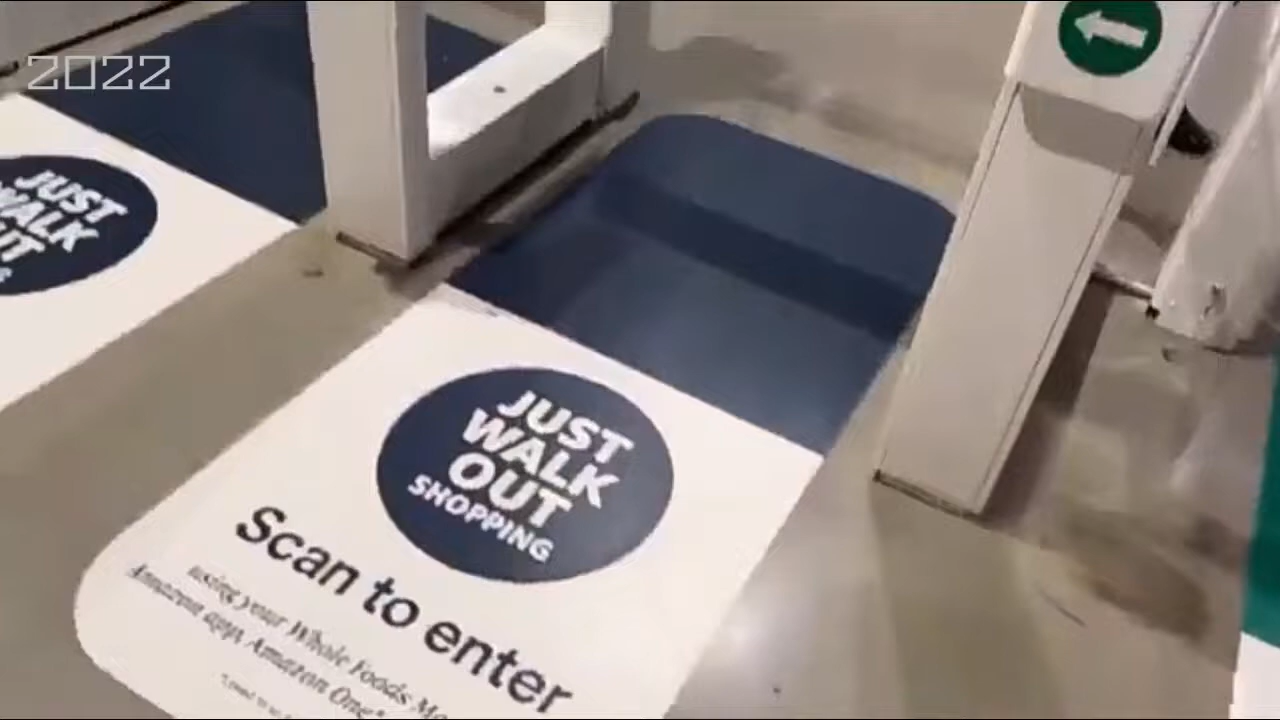 2022
JUST
WALK
OUT
JUST
WALK
OUT
SHOPPING
Scan to enter
using your Whole Foods
Amazon app, Amazon One*